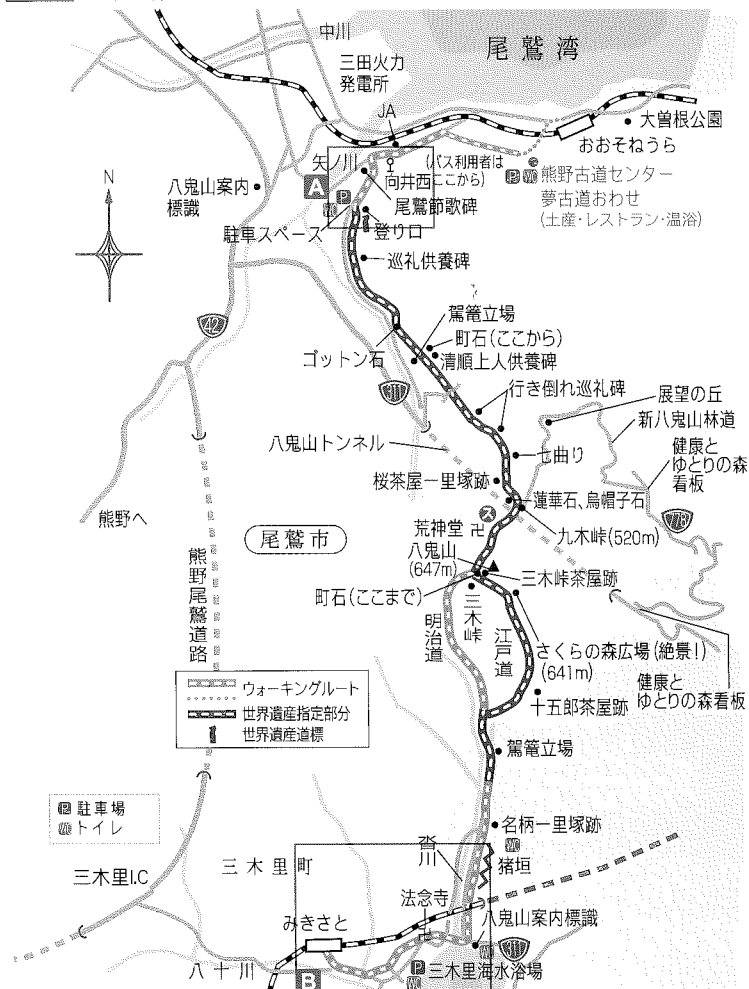 中川
尾鷲湾
三田火力
発電所
JA
大曽根公園
おおそねうら
矢ノ川
向井西
(バス利用者は
ここから)
P WC 熊野古道センター
夢古道おわせ
(土産・レストラン・温浴)
八鬼山案内
標識
A
P
WC
尾鷲節歌碑
N
駐車スペース
登り口
巡礼供養碑
42
駕籠立場
町石(ここから)
清順上人供養碑
ゴットン石
311
行き倒れ巡礼碑
展望の丘
新八鬼山林道
健康と
ゆとりの森
看板
八鬼山トンネル
七曲り
桜茶屋一里塚跡
蓮華石、烏帽子石
熊野へ
ス
九木峠(520m)
778
尾鷲市
荒神堂 卍
八鬼山
(647m)
三木峠茶屋跡
町石(ここまで)
三木峠
熊野尾鷲道路
明治道
江戸道
さくらの森広場(絶景!)
(641m)
健康と
ゆとりの森看板
十五郎茶屋跡
ウォーキングルート
世界遺産指定部分
世界遺産道標
駕籠立場
P 駐車場
WC トイレ
名柄一里塚跡
WC
三木里町
沓川
猪垣
三木里I.C
法念寺
卍
みきさと
八鬼山案内標識
WC
311
八十川
B
P 三木里海水浴場
WC